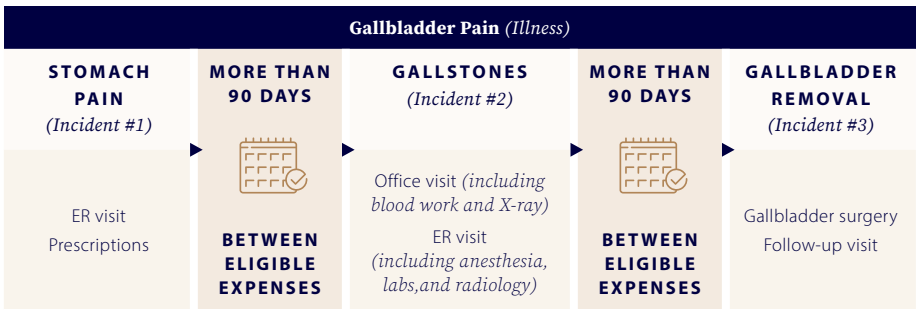 Gallbladder Pain (Illness)
STOMACH
PAIN
(Incident #1)
ER visit
Prescriptions
MORE THAN
90 DAYS
BETWEEN
ELIGIBLE
EXPENSES
GALLSTONES
(Incident #2)
Office visit (including
blood work and X-ray)
ER visit
(including anesthesia,
labs,and radiology)
MORE THAN
90 DAYS
BETWEEN
ELIGIBLE
EXPENSES
GALLBLADDER
REMOVAL
(Incident #3)
Gallbladder surgery
Follow-up visit